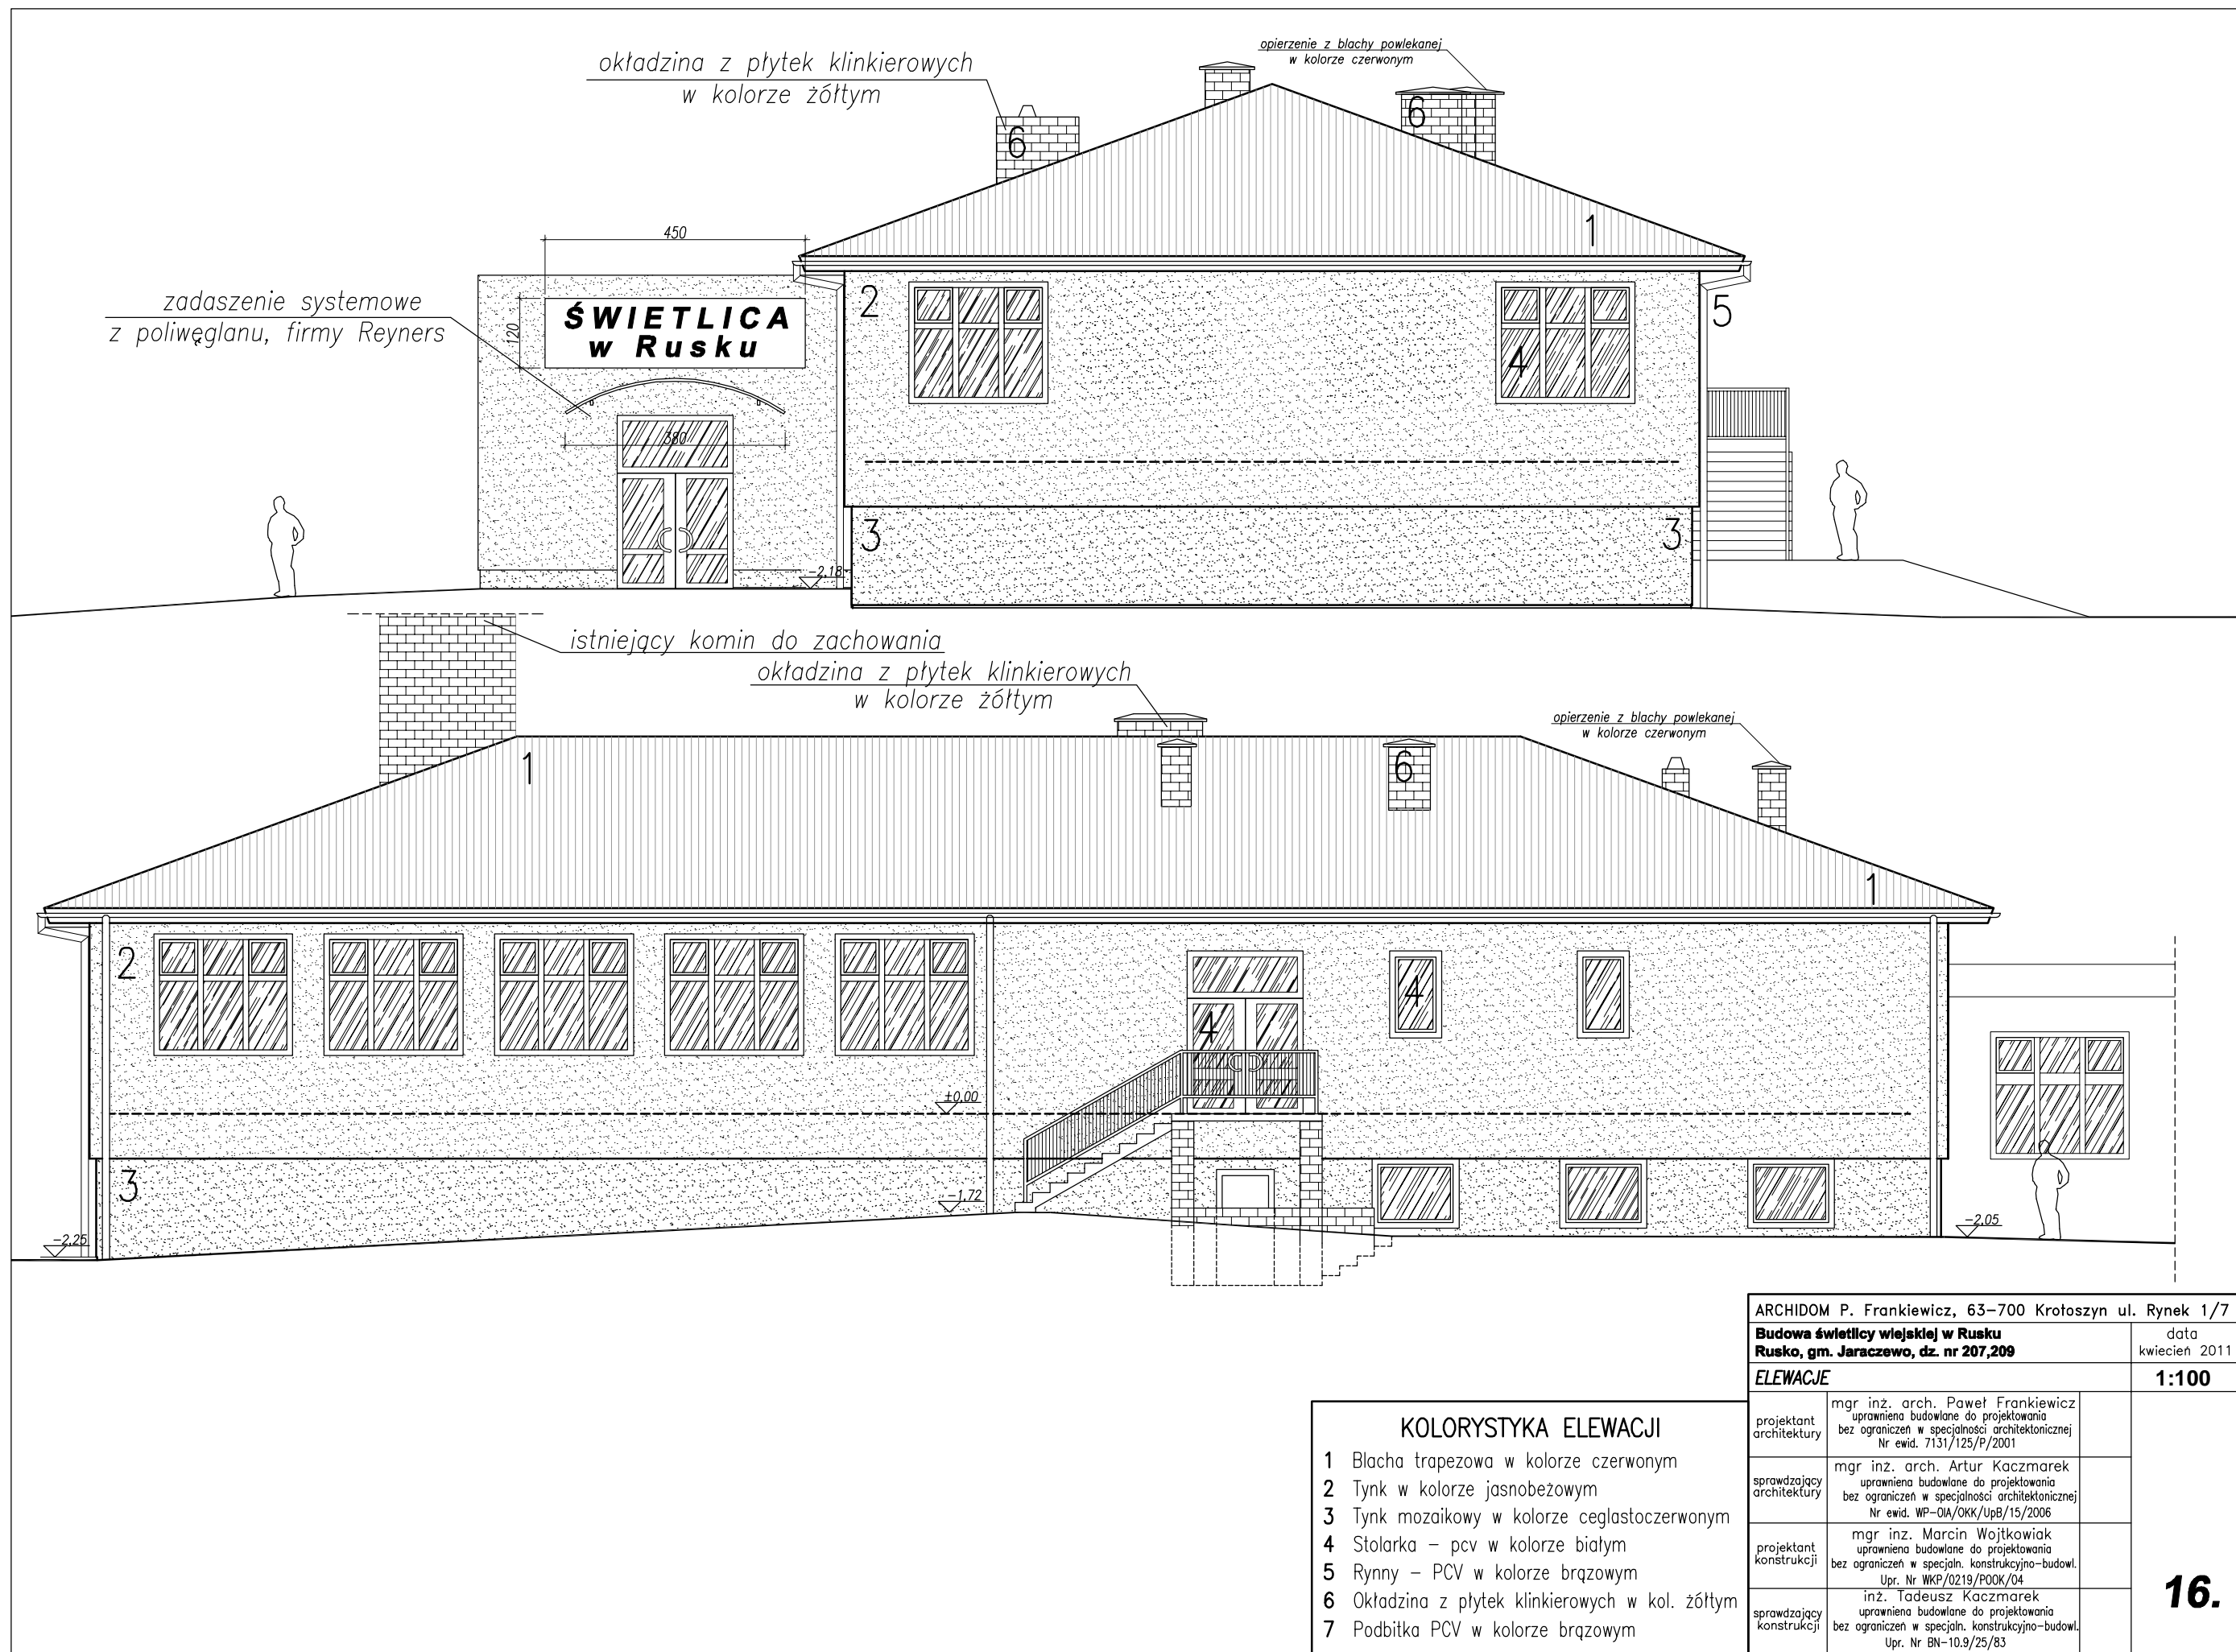 okładzina z płytek klinkierowych
w kolorze żółtym
opierzenie z blachy powlekanej
w kolorze czerwonym
6
6
1
450
zadaszenie systemowe
z poliwęglanu, firmy Reyners
120
ŚWIETLICA
w Rusku
2
5
4
380
3
3
-2,18
istniejący komin do zachowania
okładzina z płytek klinkierowych
w kolorze żółtym
opierzenie z blachy powlekanej
w kolorze czerwonym
1
6
1
2
4
4
±0,00
3
-1,72
-2,25
-2,05
KOLORYSTYKA ELEWACJI
1 Blacha trapezowa w kolorze czerwonym
2 Tynk w kolorze jasnobeżowym
3 Tynk mozaikowy w kolorze ceglastoczerwonym
4 Stolarka – pcv w kolorze białym
5 Rynny – PCV w kolorze brązowym
6 Okładzina z płytek klinkierowych w kol. żółtym
7 Podbitka PCV w kolorze brązowym
ARCHIDOM P. Frankiewicz, 63-700 Krotoszyn ul. Rynek 1/7
Budowa świetlicy wiejskiej w Rusku
Rusko, gm. Jaraczewo, dz. nr 207,209
data
kwiecień 2011
ELEWACJE
1:100
projektant
architektury
mgr inż. arch. Paweł Frankiewicz
uprawniena budowlane do projektowania
bez ograniczeń w specjalności architektonicznej
Nr ewid. 7131/125/P/2001
sprawdzający
architektury
mgr inż. arch. Artur Kaczmarek
uprawniena budowlane do projektowania
bez ograniczeń w specjalności architektonicznej
Nr ewid. WP-OIA/OKK/UpB/15/2006
projektant
konstrukcji
mgr inz. Marcin Wojtkowiak
uprawniena budowlane do projektowania
bez ograniczeń w specjaln. konstrukcyjno-budowl.
Upr. Nr WKP/0219/POOK/04
sprawdzający
konstrukcji
inż. Tadeusz Kaczmarek
uprawniena budowlane do projektowania
bez ograniczeń w specjaln. konstrukcyjno-budowl.
Upr. Nr BN-10.9/25/83
16.